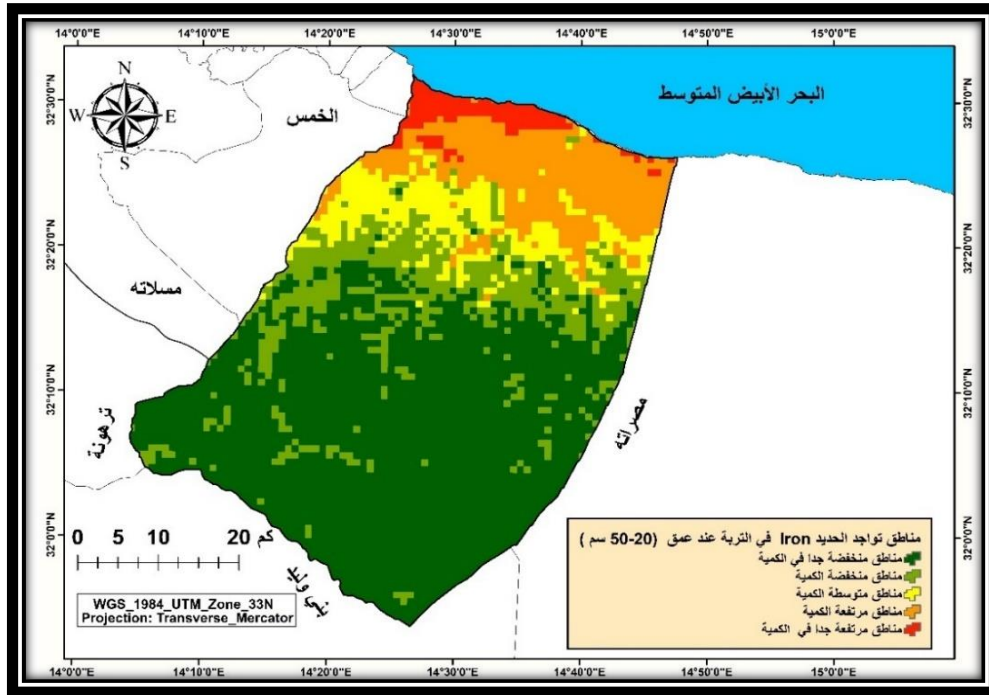 14°0'0"E 14°10'0"E 14°20'0"E 14°30'0"E 14°40'0"E 14°50'0"E 15°0'0"E
32°30'0"N 32°20'0"N 32°10'0"N 32°0'0"N
N
W E
S
البحر الأبيض المتوسط
الخمس
مسلاته
ترهونة
مصراته
بني وليد
0 5 10 20 كم
WGS_1984_UTM_Zone_33N
Projection: Transverse_Mercator
مناطق تواجد الحديد Iron في التربة عند عمق (20-50 سم )
مناطق منخفضة جدا في الكمية
مناطق منخفضة الكمية
مناطق متوسطة الكمية
مناطق مرتفعة الكمية
مناطق مرتفعة جدا في الكمية
32°30'0"N 32°20'0"N 32°10'0"N 32°0'0"N
14°0'0"E 14°10'0"E 14°20'0"E 14°30'0"E 14°40'0"E 14°50'0"E 15°0'0"E